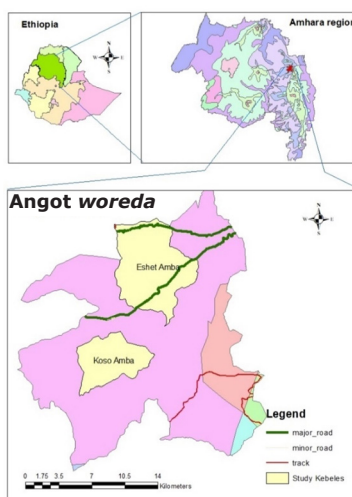 Ethiopia
N
W E
S
Amhara region
N
S
Angot woreda
N
S
Eshet Amba
Koso Amba
Legend
major_road
minor_road
track
Study Kebeles
0 1.75 3.5 7 10.5 14
Kilometers